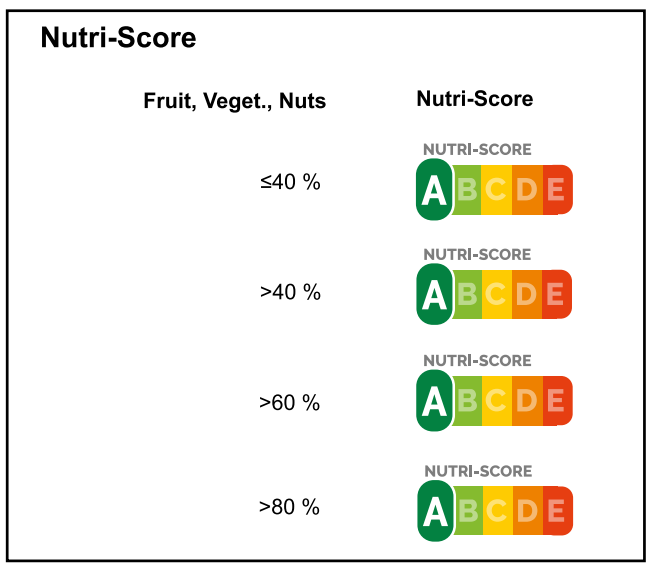 Nutri-Score
Fruit, Veget., Nuts Nutri-Score
NUTRI-SCORE
≤40 % A B C D E
NUTRI-SCORE
>40 % A B C D E
NUTRI-SCORE
>60 % A B C D E
NUTRI-SCORE
>80 % A B C D E